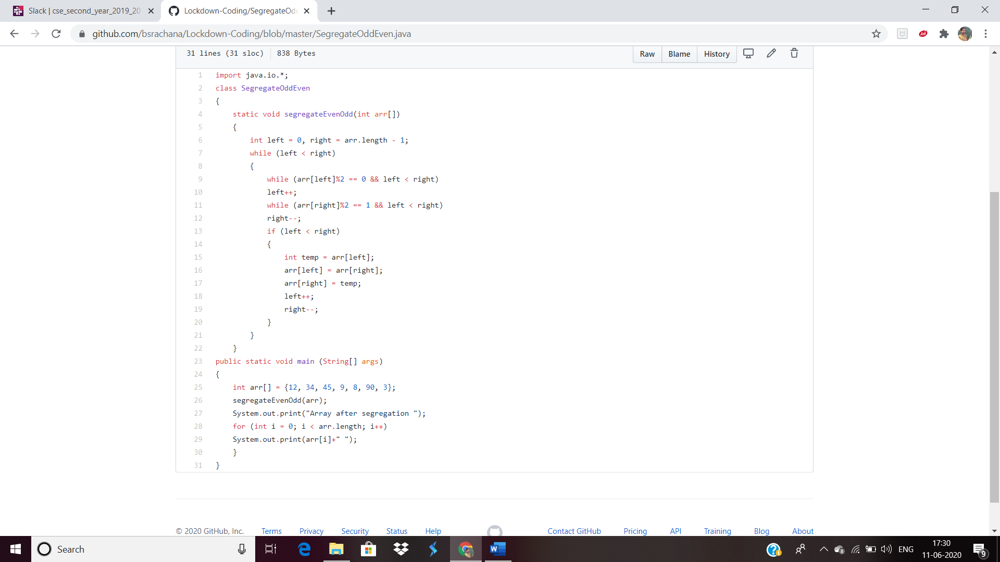 Slack | cse_second_year_2019_20
Lockdown-Coding/SegregateOdd
github.com/bsrachana/Lockdown-Coding/blob/master/SegregateOddEven.java
Ask
31 lines (31 sloc) 838 Bytes
Raw Blame History
1 import java.io.*;
2 class SegregateOddEven
3 {
4 static void segregateEvenOdd(int arr[])
5 {
6 int left = 0, right = arr.length - 1;
7 while (left < right)
8 {
9 while (arr[left]%2 == 0 && left < right)
10 left++;
11 while (arr[right]%2 == 1 && left < right)
12 right--;
13 if (left < right)
14 {
15 int temp = arr[left];
16 arr[left] = arr[right];
17 arr[right] = temp;
18 left++;
19 right--;
20 }
21 }
22 }
23 public static void main (String[] args)
24 {
25 int arr[] = {12, 34, 45, 9, 8, 90, 3};
26 segregateEvenOdd(arr);
27 System.out.print("Array after segregation ");
28 for (int i = 0; i < arr.length; i++)
29 System.out.print(arr[i]+" ");
30 }
31 }
© 2020 GitHub, Inc. Terms Privacy Security Status Help Contact GitHub Pricing API Training Blog About
Search
W
ENG
17:30
11-06-2020
9